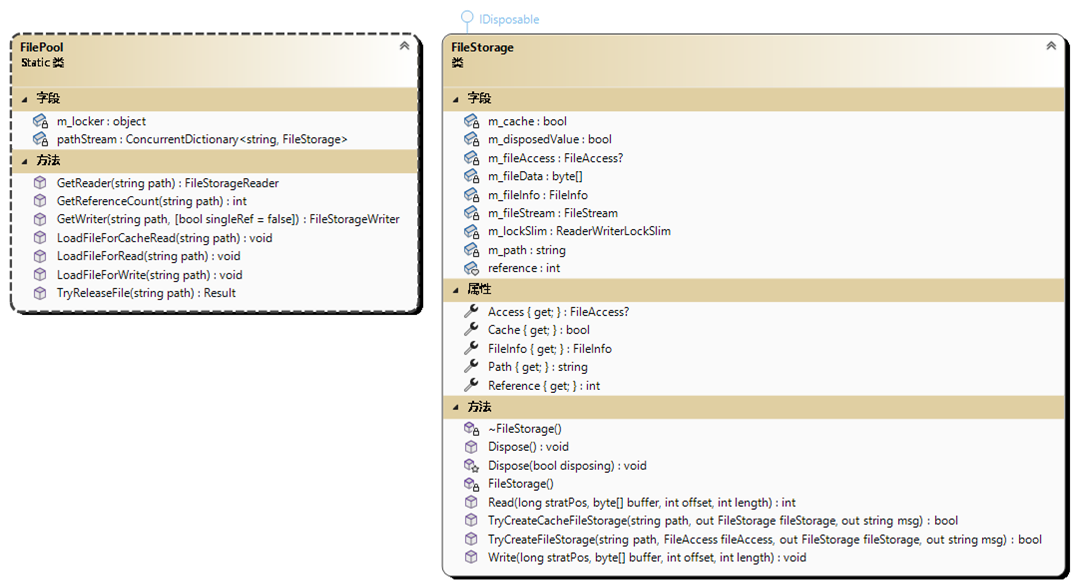 FilePool
Static 类
字段
m_locker : object
pathStream : ConcurrentDictionary<string, FileStorage>
方法
GetReader(string path) : FileStorageReader
GetReferenceCount(string path) : int
GetWriter(string path, [bool singleRef = false]) : FileStorageWriter
LoadFileForCacheRead(string path) : void
LoadFileForRead(string path) : void
LoadFileForWrite(string path) : void
TryReleaseFile(string path) : Result
IDisposable
FileStorage
类
字段
m_cache : bool
m_disposedValue : bool
m_fileAccess : FileAccess?
m_fileData : byte[]
m_fileInfo : FileInfo
m_fileStream : FileStream
m_lockSlim : ReaderWriterLockSlim
m_path : string
reference : int
属性
Access { get; } : FileAccess?
Cache { get; } : bool
FileInfo { get; } : FileInfo
Path { get; } : string
Reference { get; } : int
方法
~FileStorage()
Dispose() : void
Dispose(bool disposing) : void
FileStorage()
Read(long stratPos, byte[] buffer, int offset, int length) : int
TryCreateCacheFileStorage(string path, out FileStorage fileStorage, out string msg) : bool
TryCreateFileStorage(string path, FileAccess fileAccess, out FileStorage fileStorage, out string msg) : bool
Write(long stratPos, byte[] buffer, int offset, int length) : void